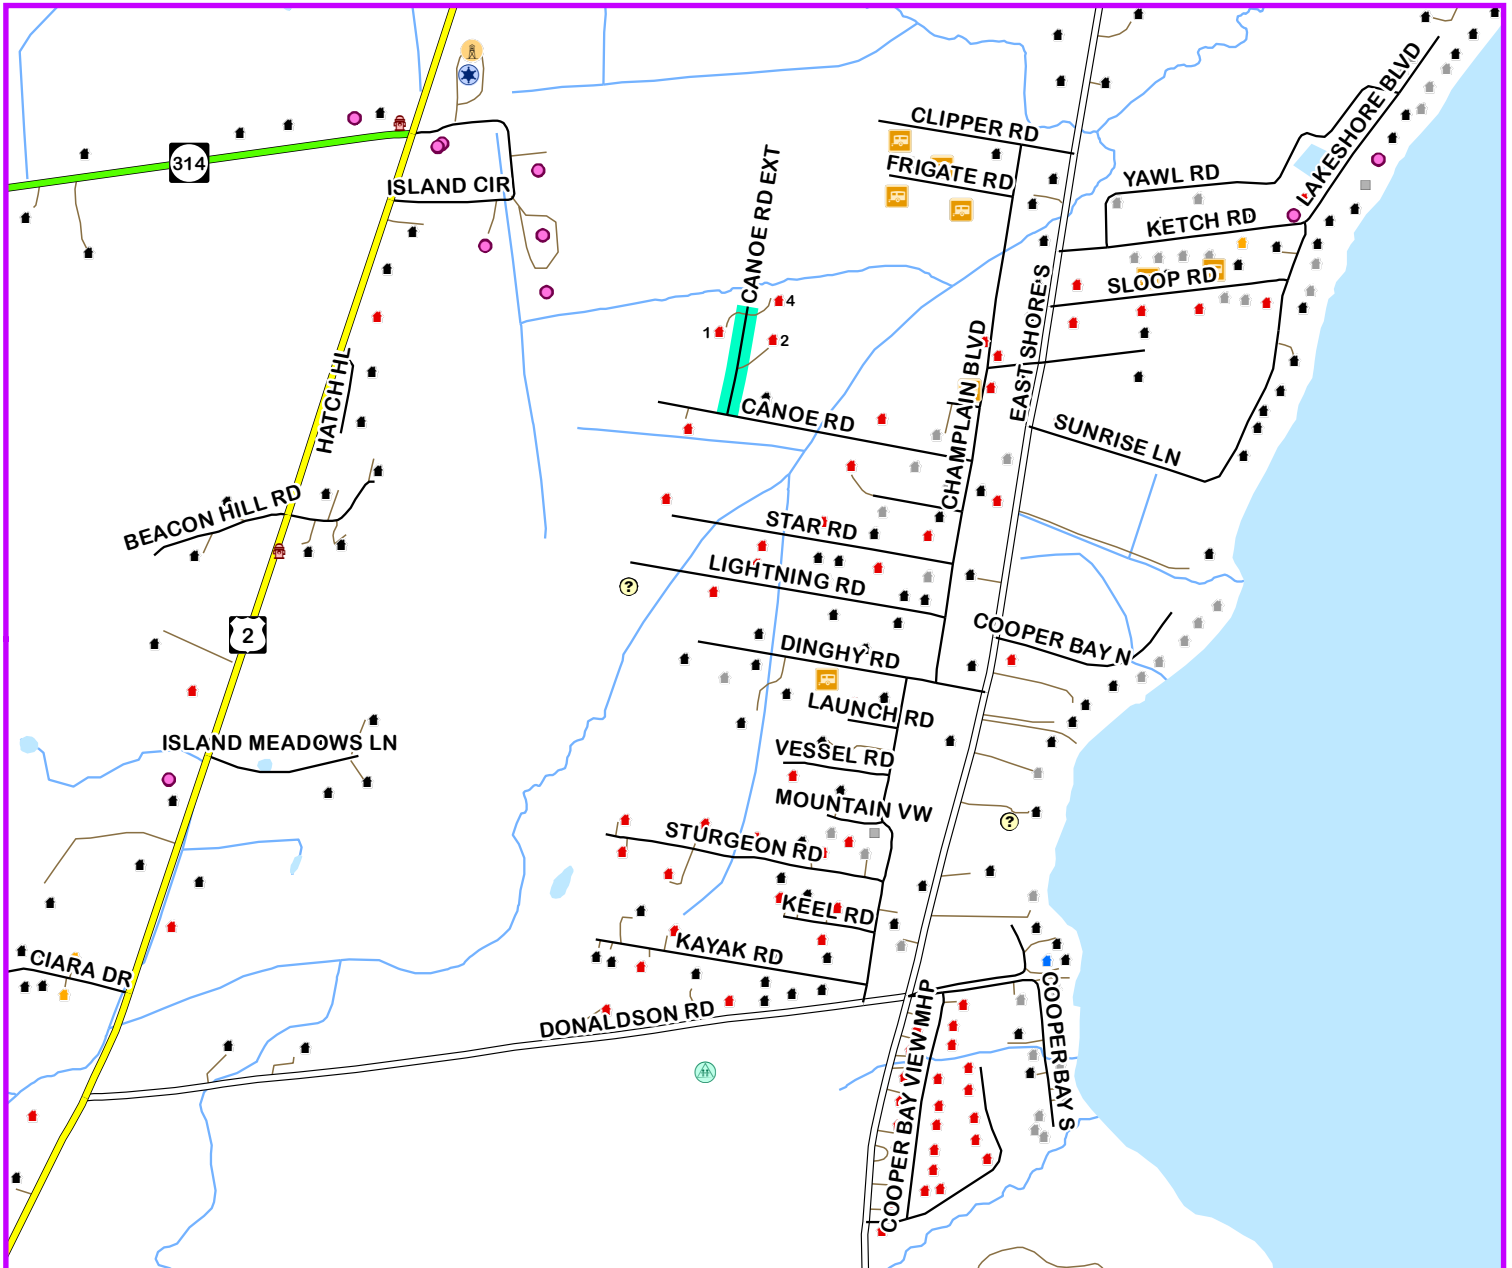 CLIPPER RD
FRIGATE RD
LAKESHORE BLVD
314
ISLAND CIR
YAWL RD
KETCH RD
SLOOP RD
CANOE RD EXT
4
1
2
EAST SHORE'S
CHAMPLAIN BLVD
HATCH HL
CANOE RD
SUNRISE LN
BEACON HILL RD
STAR RD
LIGHTNING RD
?
2
COOPER BAY N
DINGHY RD
LAUNCH RD
ISLAND MEADOWS LN
VESSEL RD
MOUNTAIN VW
?
STURGEON RD
KEEL RD
KAYAK RD
CIARA DR
DONALDSON RD
COOPER BAY VIEW MHP
COOPER BAY S